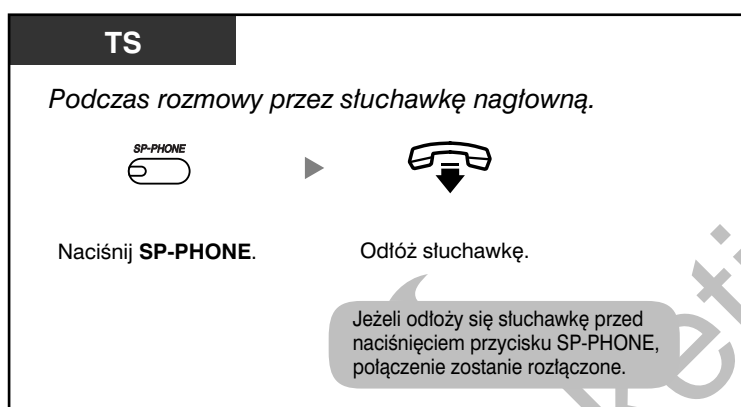 TS
Podczas rozmowy przez słuchawkę nagłowną.
SP-PHONE
Naciśnij SP-PHONE.
Odłóż słuchawkę.
Jeżeli odłoży się słuchawkę przed
naciśnięciem przycisku SP-PHONE,
połączenie zostanie rozłączone.